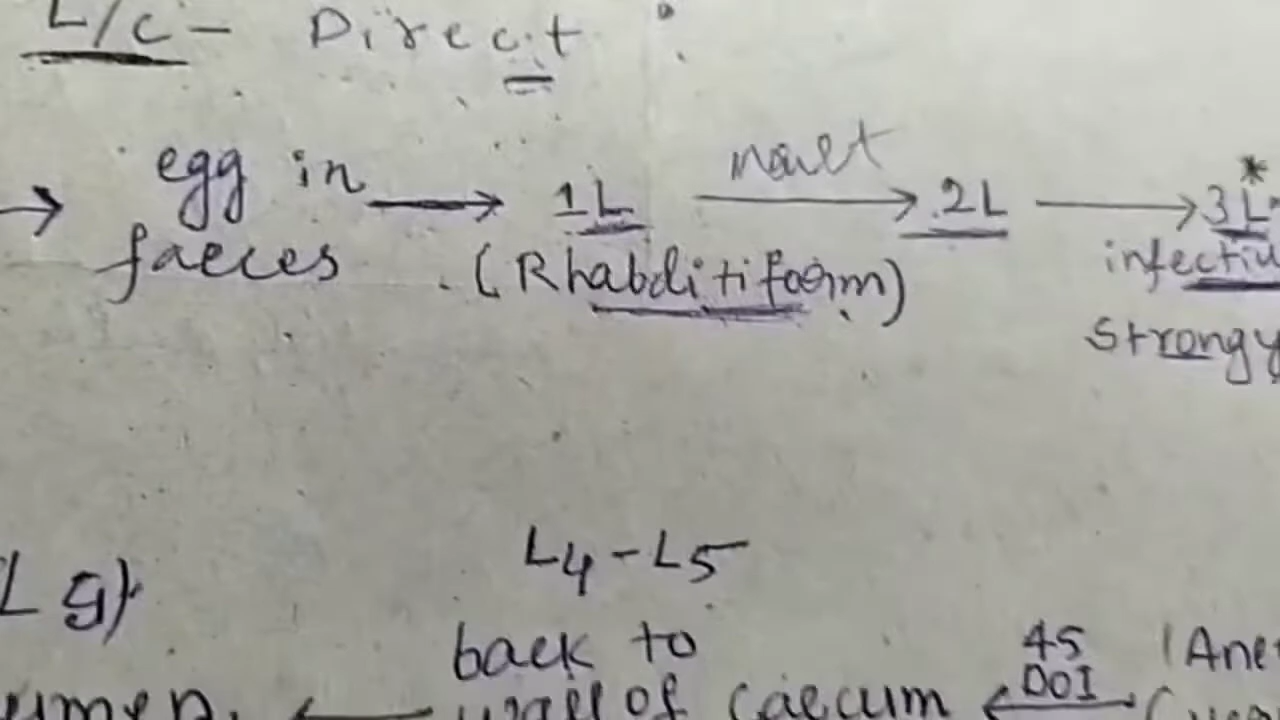 L/C - Direct :
→ egg in → 1L moult → 2L → 3L*
faeces (Rhabditiform) infectiv
strongy
L5)
L4-L5
back to 45
wall of caecum ← DOI
umen. ←